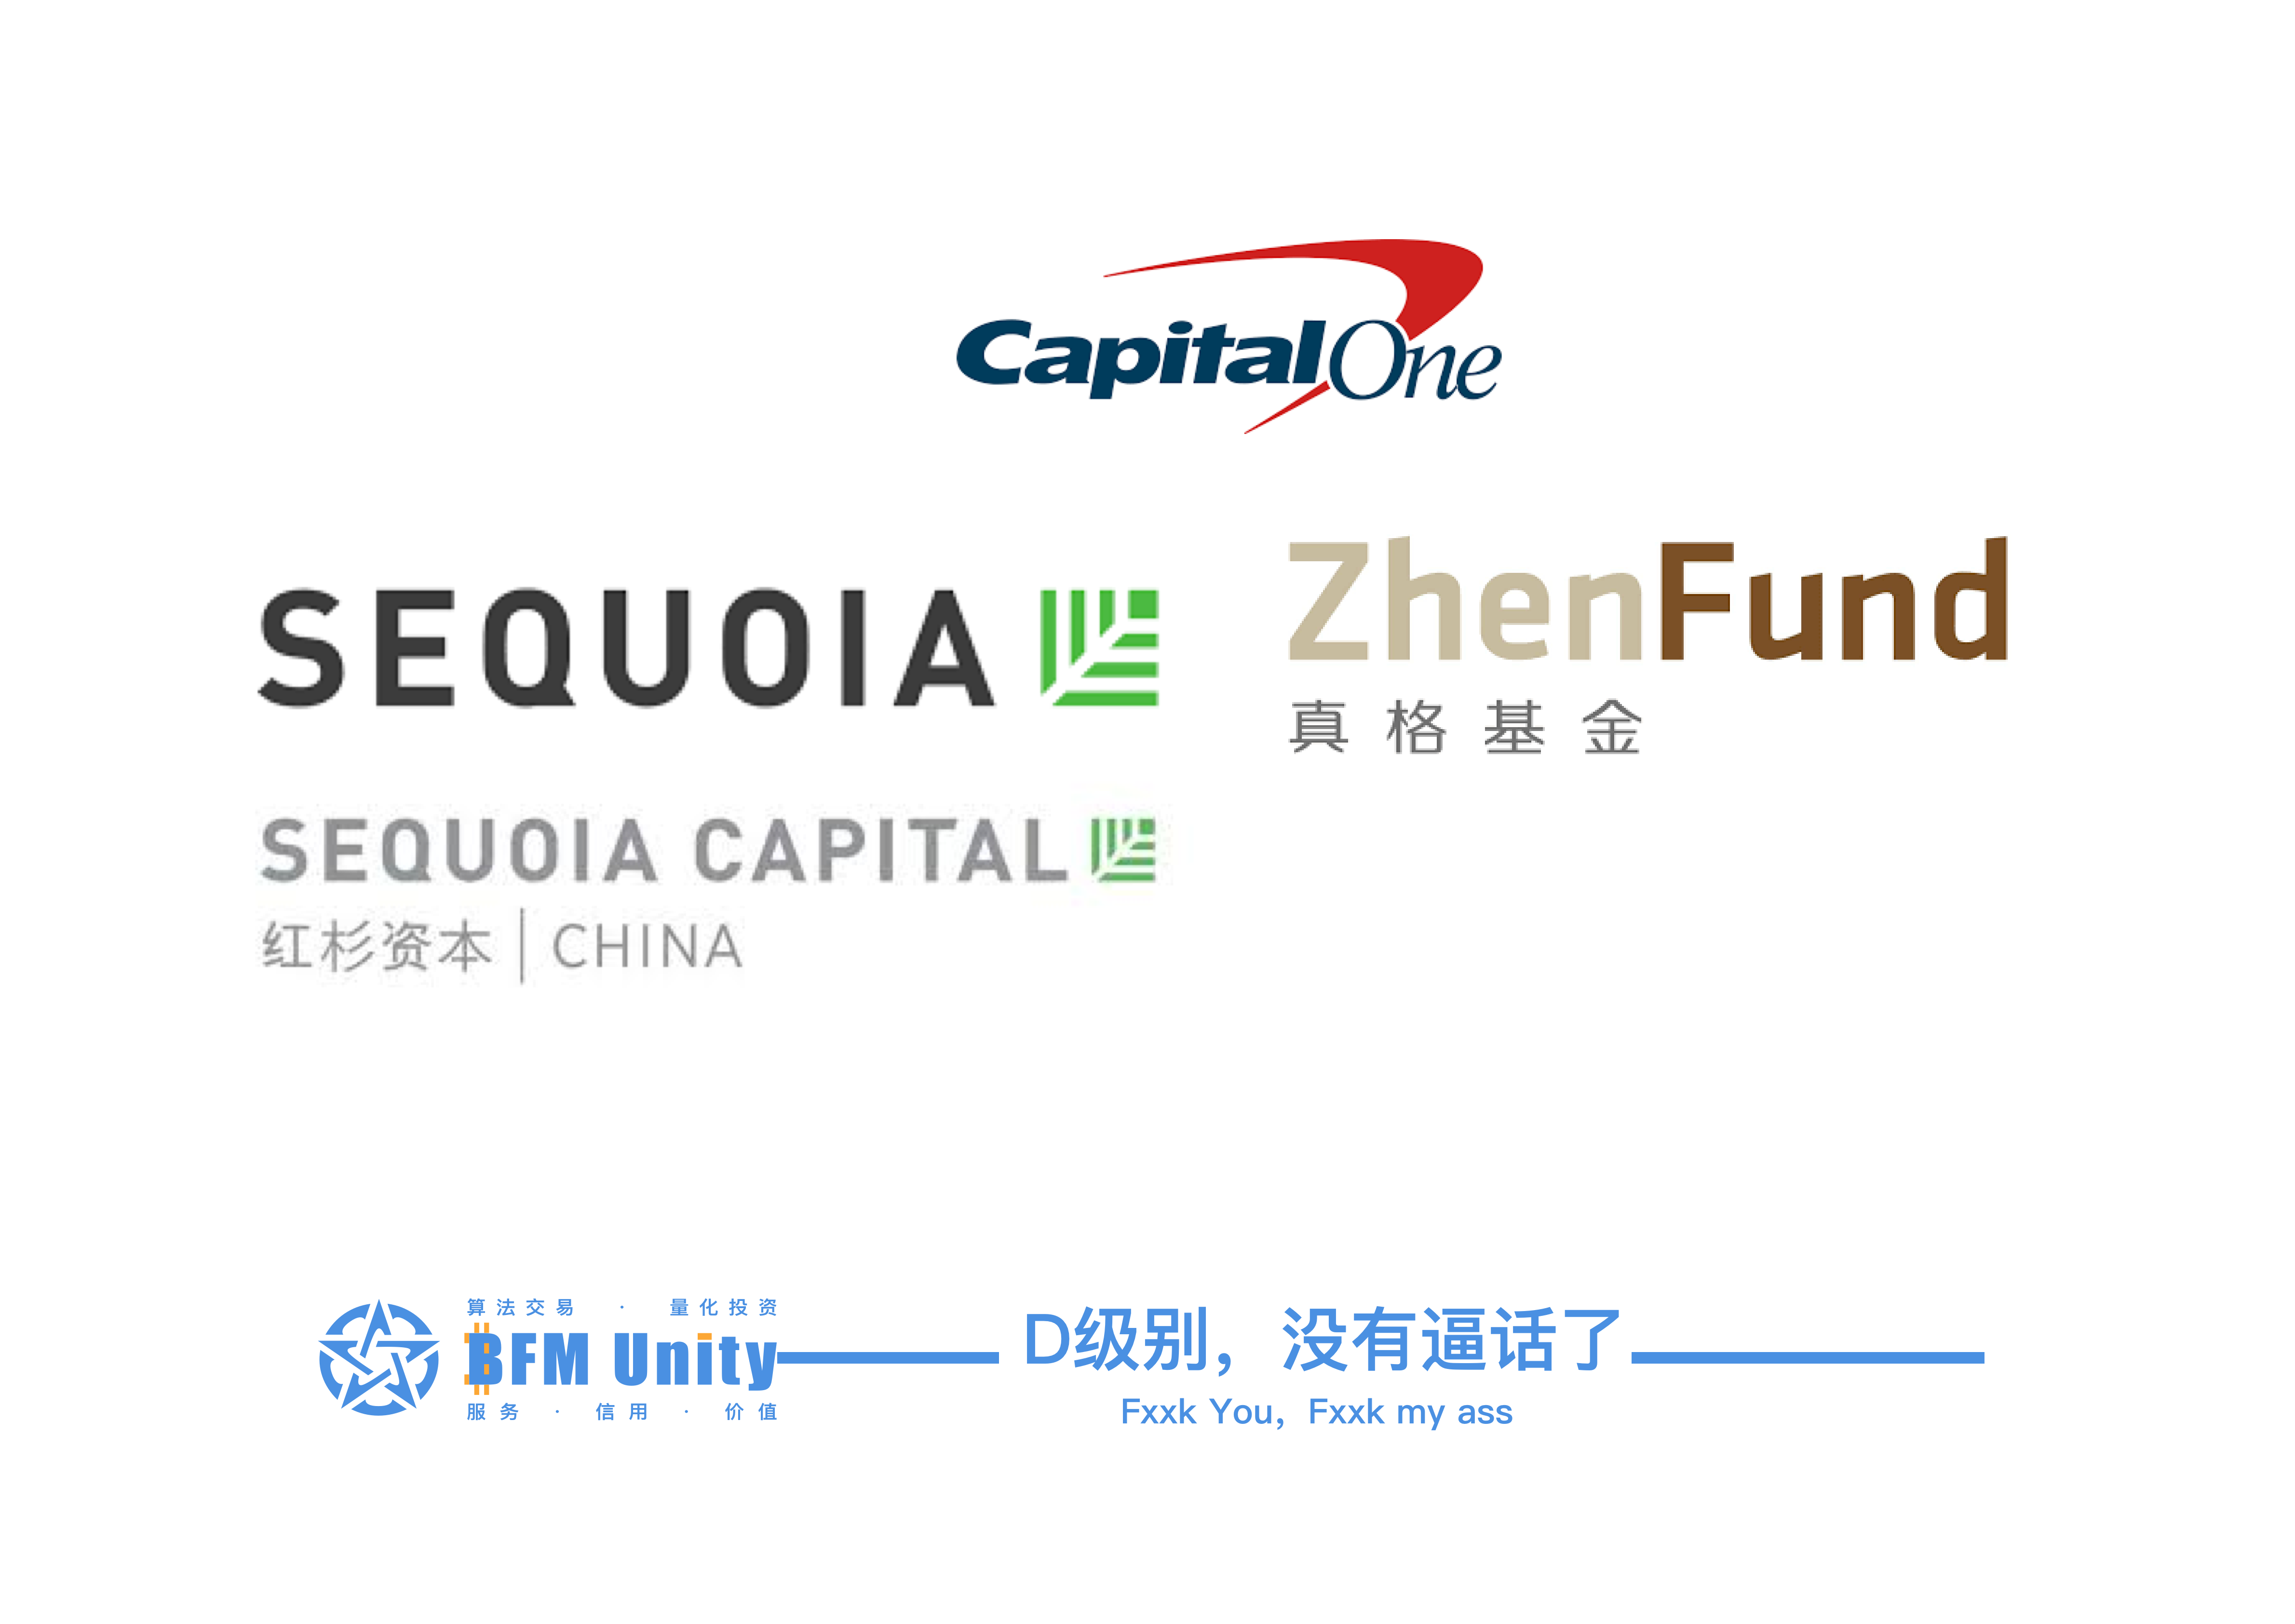 CapitalOne
SEQUOIA
ZhenFund
真格基金
SEQUOIA CAPITAL
红杉资本 | CHINA
算法交易 · 量化投资
BFM Unity
服务 · 信用 · 价值
D级别，没有逼话了
Fxxk You，Fxxk my ass